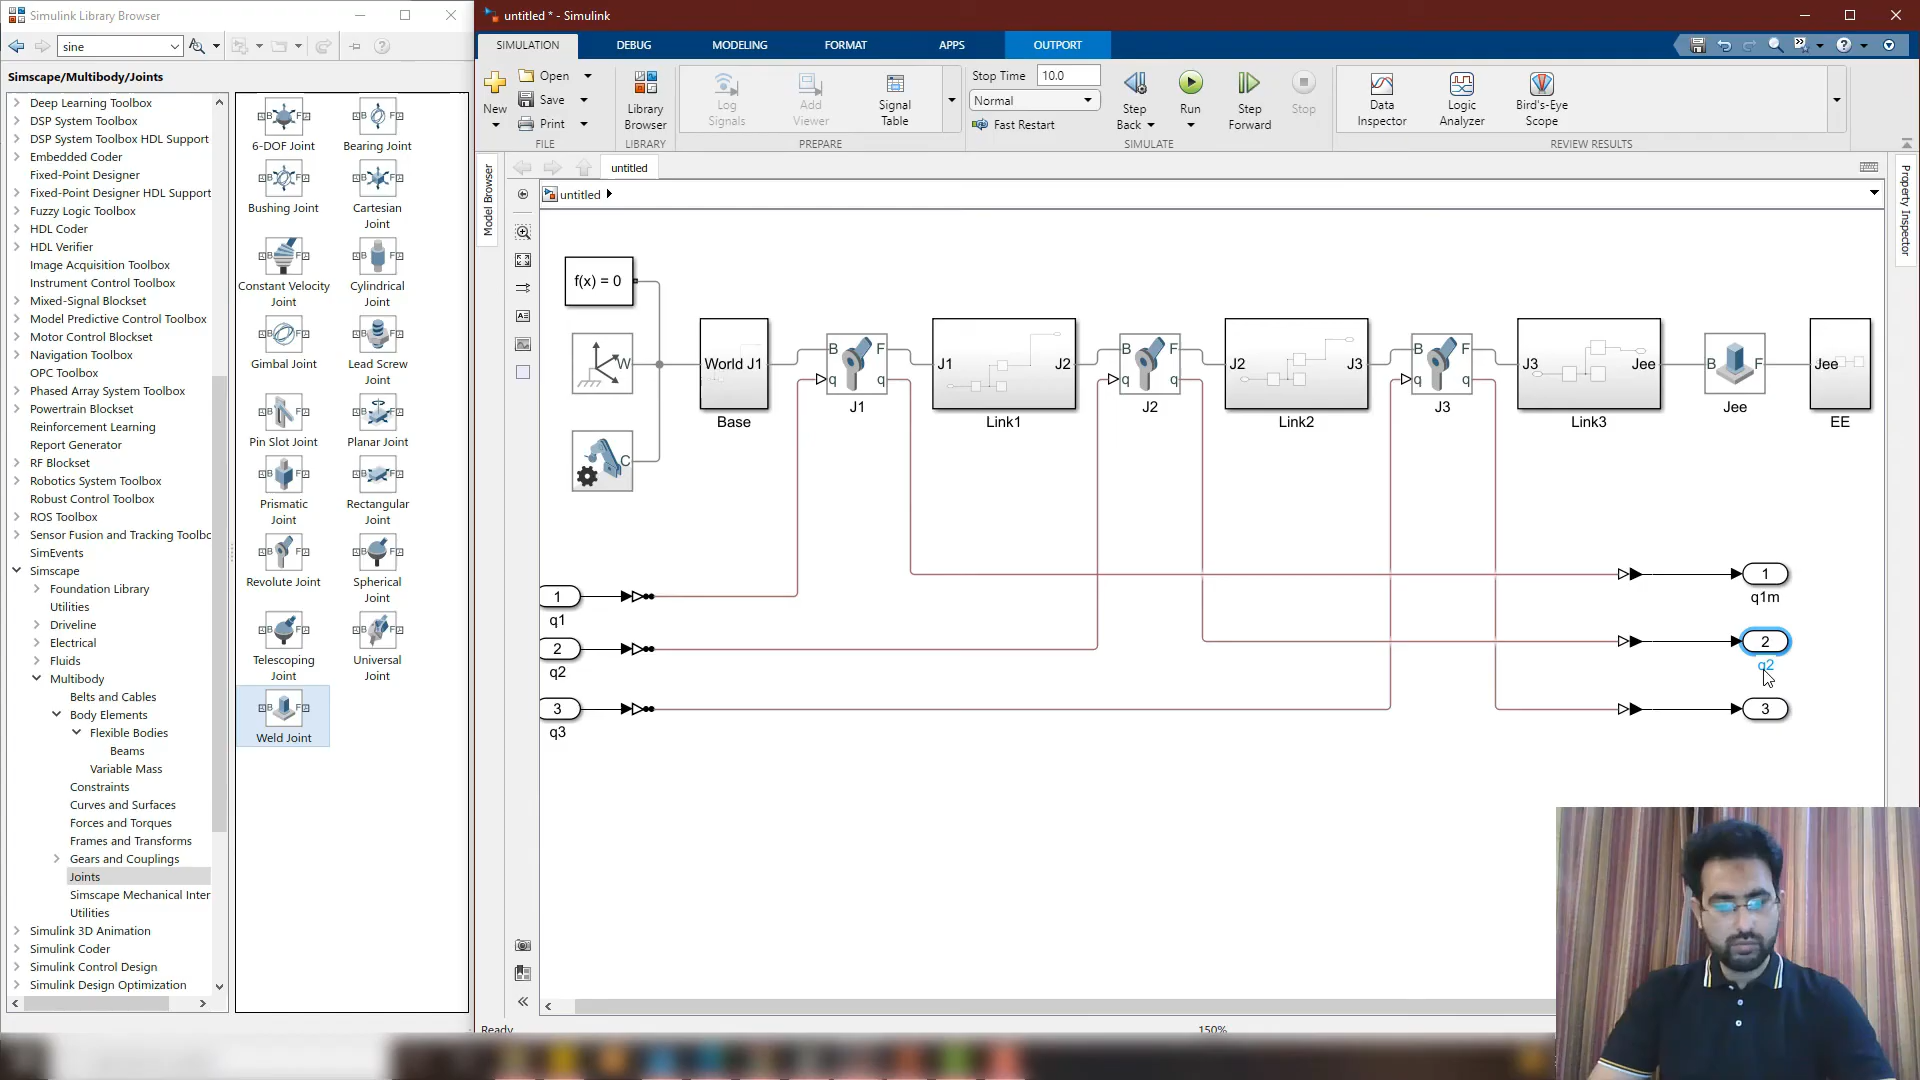 Simulink Library Browser
sine
Simscape/Multibody/Joints
Deep Learning Toolbox
DSP System Toolbox
DSP System Toolbox HDL Support
Embedded Coder
Fixed-Point Designer
Fixed-Point Designer HDL Support
Fuzzy Logic Toolbox
HDL Coder
HDL Verifier
Image Acquisition Toolbox
Instrument Control Toolbox
Mixed-Signal Blockset
Model Predictive Control Toolbox
Motor Control Blockset
Navigation Toolbox
OPC Toolbox
Phased Array System Toolbox
Powertrain Blockset
Reinforcement Learning
Report Generator
RF Blockset
Robotics System Toolbox
Robust Control Toolbox
ROS Toolbox
Sensor Fusion and Tracking Toolbo
SimEvents
Simscape
Foundation Library
Utilities
Driveline
Electrical
Fluids
Multibody
Belts and Cables
Body Elements
Flexible Bodies
Beams
Variable Mass
Constraints
Curves and Surfaces
Forces and Torques
Frames and Transforms
Gears and Couplings
Joints
Simscape Mechanical Inter
Utilities
Simulink 3D Animation
Simulink Coder
Simulink Control Design
Simulink Design Optimization
B F
6-DOF Joint
B F
Bearing Joint
B F
Bushing Joint
B F
Cartesian
Joint
B F
Constant Velocity
Joint
B F
Cylindrical
Joint
B F
Gimbal Joint
B F
Lead Screw
Joint
B F
Pin Slot Joint
B F
Planar Joint
B F
Prismatic
Joint
B F
Rectangular
Joint
B F
Revolute Joint
B F
Spherical
Joint
B F
Telescoping
Joint
B F
Universal
Joint
B F
Weld Joint
untitled * - Simulink
SIMULATION
DEBUG
MODELING
FORMAT
APPS
OUTPORT
New
Open
Save
Print
FILE
Library
Browser
LIBRARY
Log
Signals
Add
Viewer
Signal
Table
PREPARE
Stop Time 10.0
Normal
Fast Restart
Step
Back
Run
Step
Forward
Stop
SIMULATE
Data
Inspector
Logic
Analyzer
Bird's-Eye
Scope
REVIEW RESULTS
untitled
untitled
Model Browser
Property Inspector
f(x) = 0
W
C
World J1
Base
B F
q q
J1
J1 J2
Link1
B F
q q
J2
J2 J3
Link2
B F
q q
J3
J3 Jee
Link3
B F
Jee
Jee
EE
1
q1
2
q2
3
q3
1
q1m
2
q2
3
Ready
150%